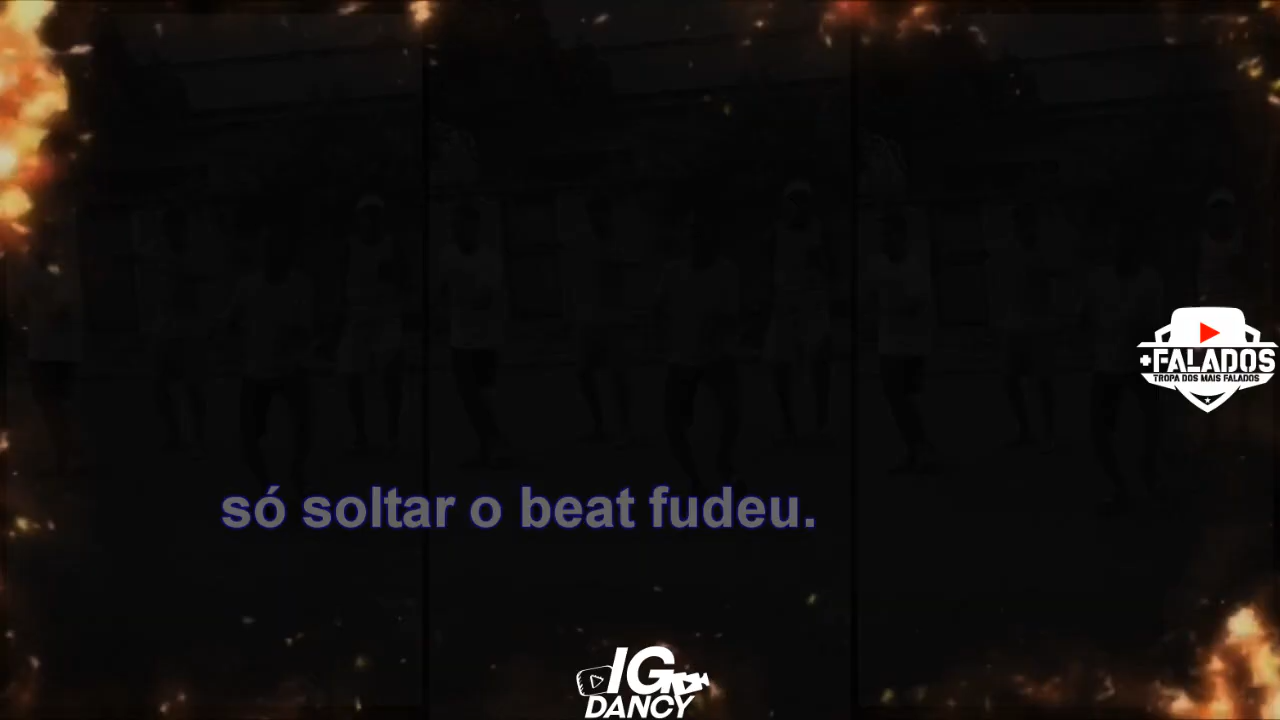 +FALADOS
TROPA DOS MAIS FALADOS
só soltar o beat fudeu.
IG
DANCY